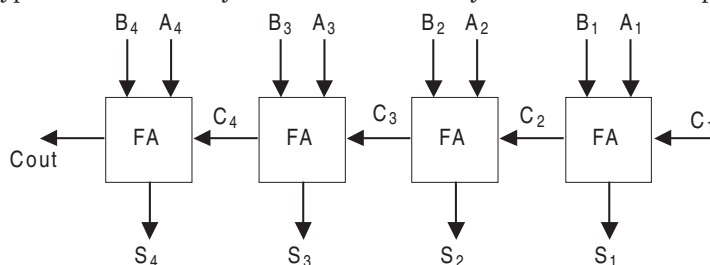 B4 A4 B3 A3 B2 A2 B1 A1
FA C4 FA C3 FA C2 FA
Cout
S4 S3 S2 S1